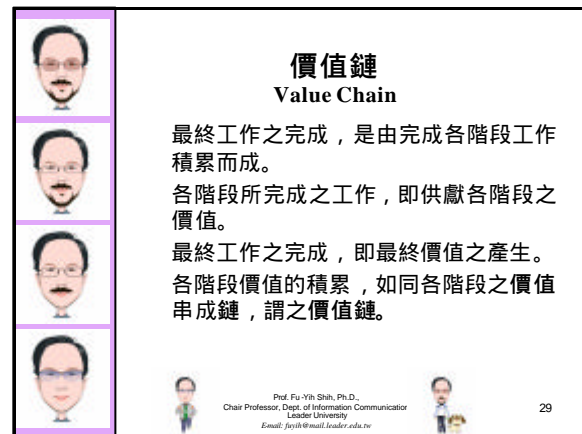 價值鏈
Value Chain
最終工作之完成，是由完成各階段工作
積累而成。
各階段所完成之工作，即供獻各階段之
價值。
最終工作之完成，即最終價值之產生。
各階段價值的積累，如同各階段之價值
串成鏈，謂之價值鏈。
Prof. Fu-Yih Shih, Ph.D.,
Chair Professor, Dept. of Information Communication
Leader University
Email: fuyih@mail.leader.edu.tw
29